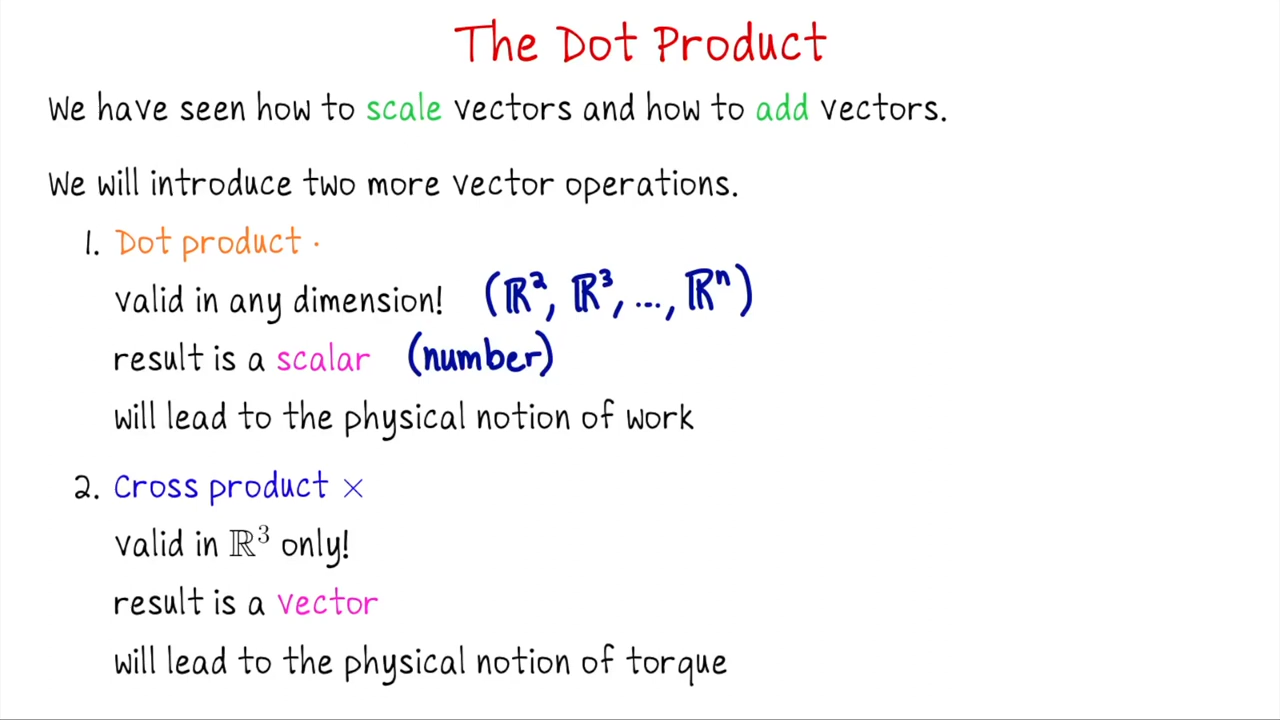 The Dot Product
We have seen how to scale vectors and how to add vectors.
We will introduce two more vector operations.
1. Dot product ·
valid in any dimension! (ℝ², ℝ³, ..., ℝⁿ)
result is a scalar (number)
will lead to the physical notion of work
2. Cross product ×
valid in ℝ³ only!
result is a vector
will lead to the physical notion of torque